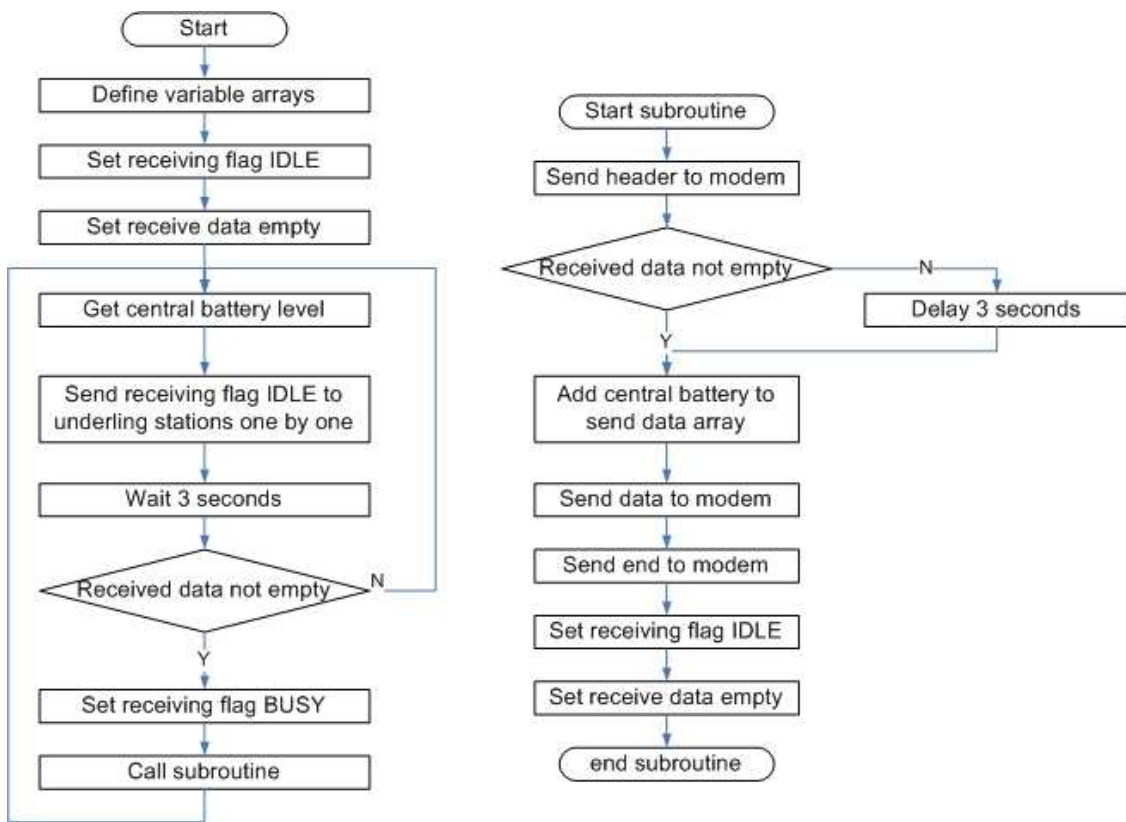 Start
Define variable arrays
Set receiving flag IDLE
Set receive data empty
Get central battery level
Send receiving flag IDLE to
underling stations one by one
Wait 3 seconds
Received data not empty
N
Y
Set receiving flag BUSY
Call subroutine
Start subroutine
Send header to modem
Received data not empty
N
Delay 3 seconds
Y
Add central battery to
send data array
Send data to modem
Send end to modem
Set receiving flag IDLE
Set receive data empty
end subroutine